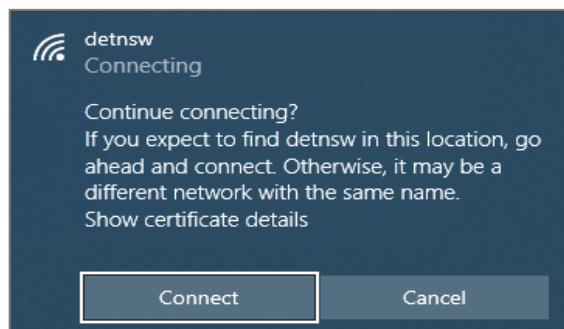 detnsw
Connecting
Continue connecting?
If you expect to find detnsw in this location, go
ahead and connect. Otherwise, it may be a
different network with the same name.
Show certificate details
Connect
Cancel